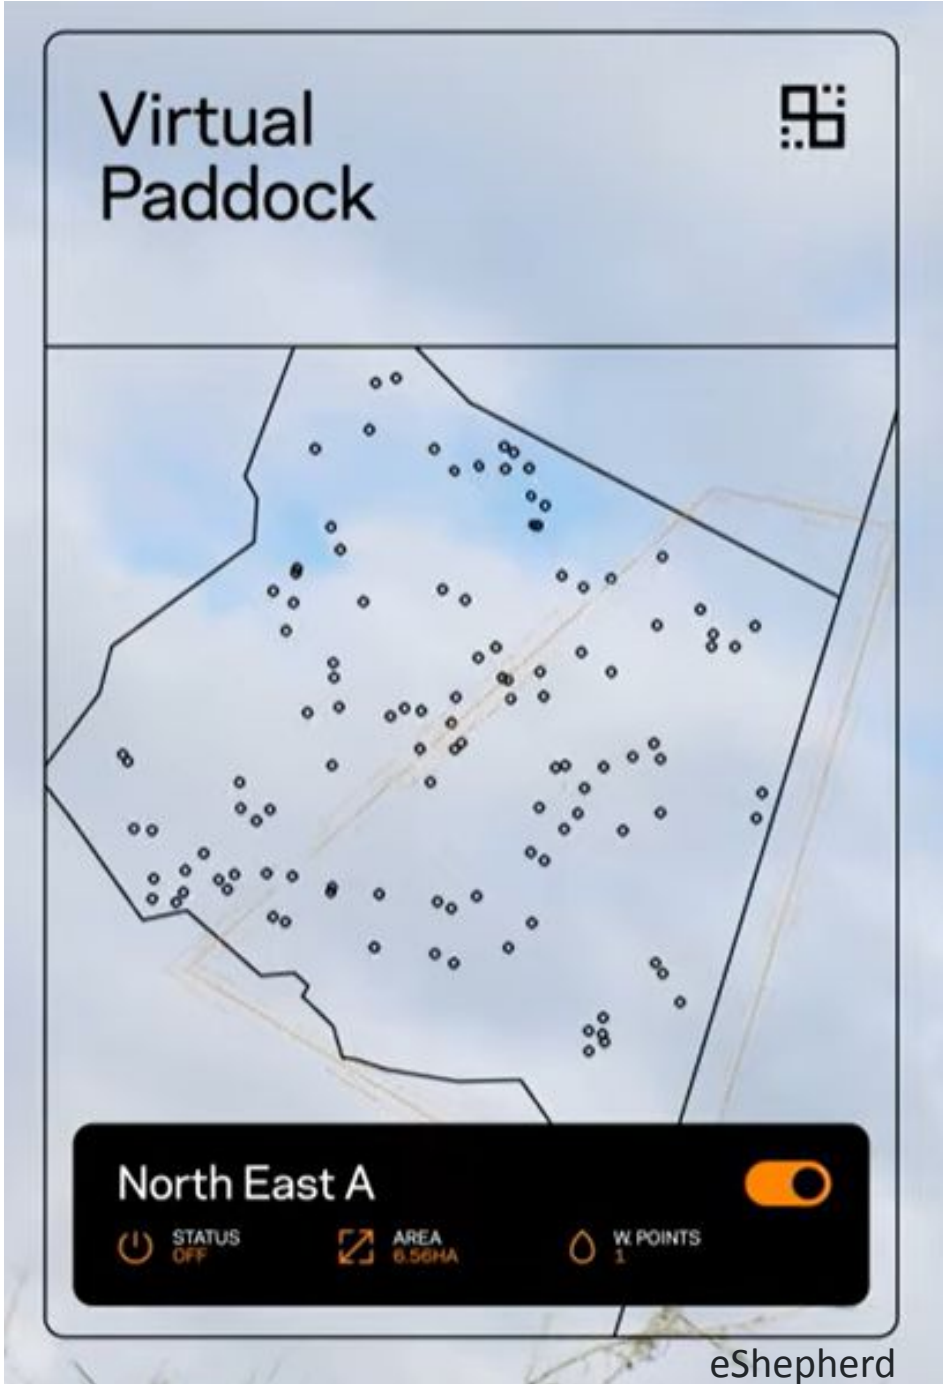 Virtual
Paddock
North East A
STATUS
OFF
AREA
6.56HA
W. POINTS
1
eShepherd